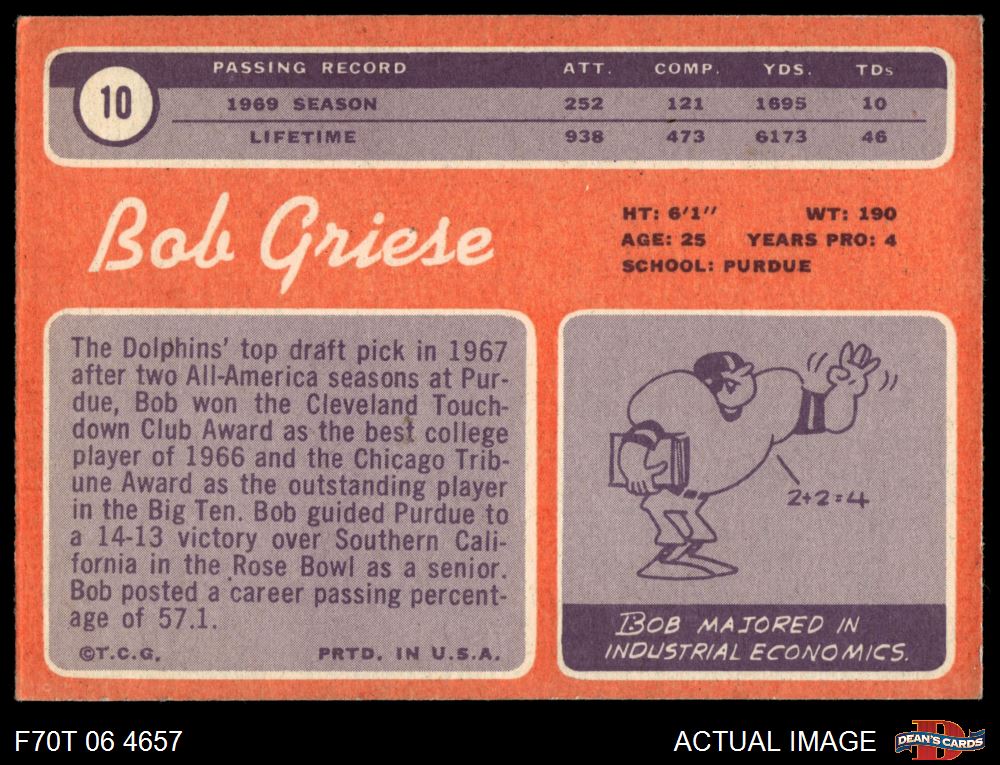 10
PASSING RECORD ATT. COMP. YDS. TDs
1969 SEASON 252 121 1695 10
LIFETIME 938 473 6173 46
Bob Griese
HT: 6'1" WT: 190
AGE: 25 YEARS PRO: 4
SCHOOL: PURDUE
The Dolphins' top draft pick in 1967
after two All-America seasons at Pur-
due, Bob won the Cleveland Touch-
down Club Award as the best college
player of 1966 and the Chicago Trib-
une Award as the outstanding player
in the Big Ten. Bob guided Purdue to
a 14-13 victory over Southern Cali-
fornia in the Rose Bowl as a senior.
Bob posted a career passing percent-
age of 57.1.
©T.C.G. PRTD. IN U.S.A.
2+2=4
BOB MAJORED IN
INDUSTRIAL ECONOMICS.
F70T 06 4657
ACTUAL IMAGE
D
DEAN'S CARDS